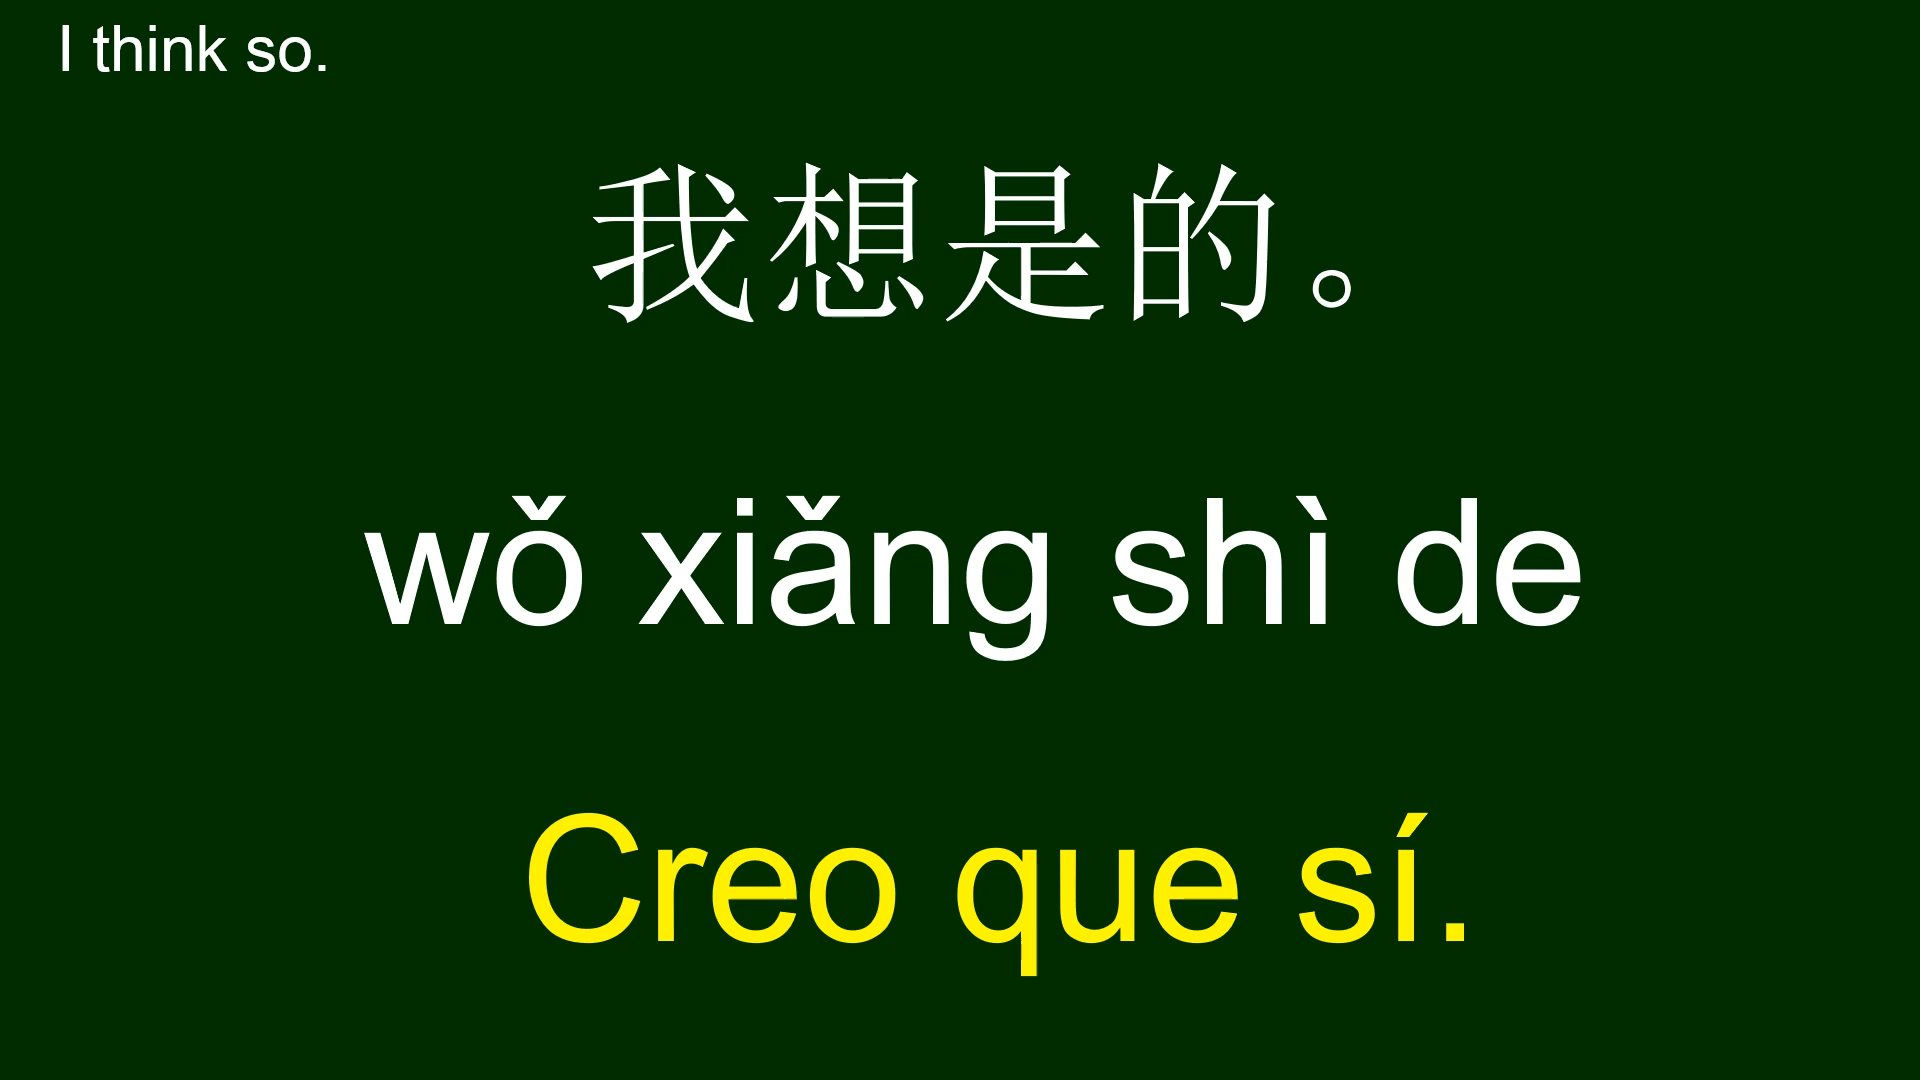 I think so.
我想是的。
wǒ xiǎng shì de
Creo que sí.